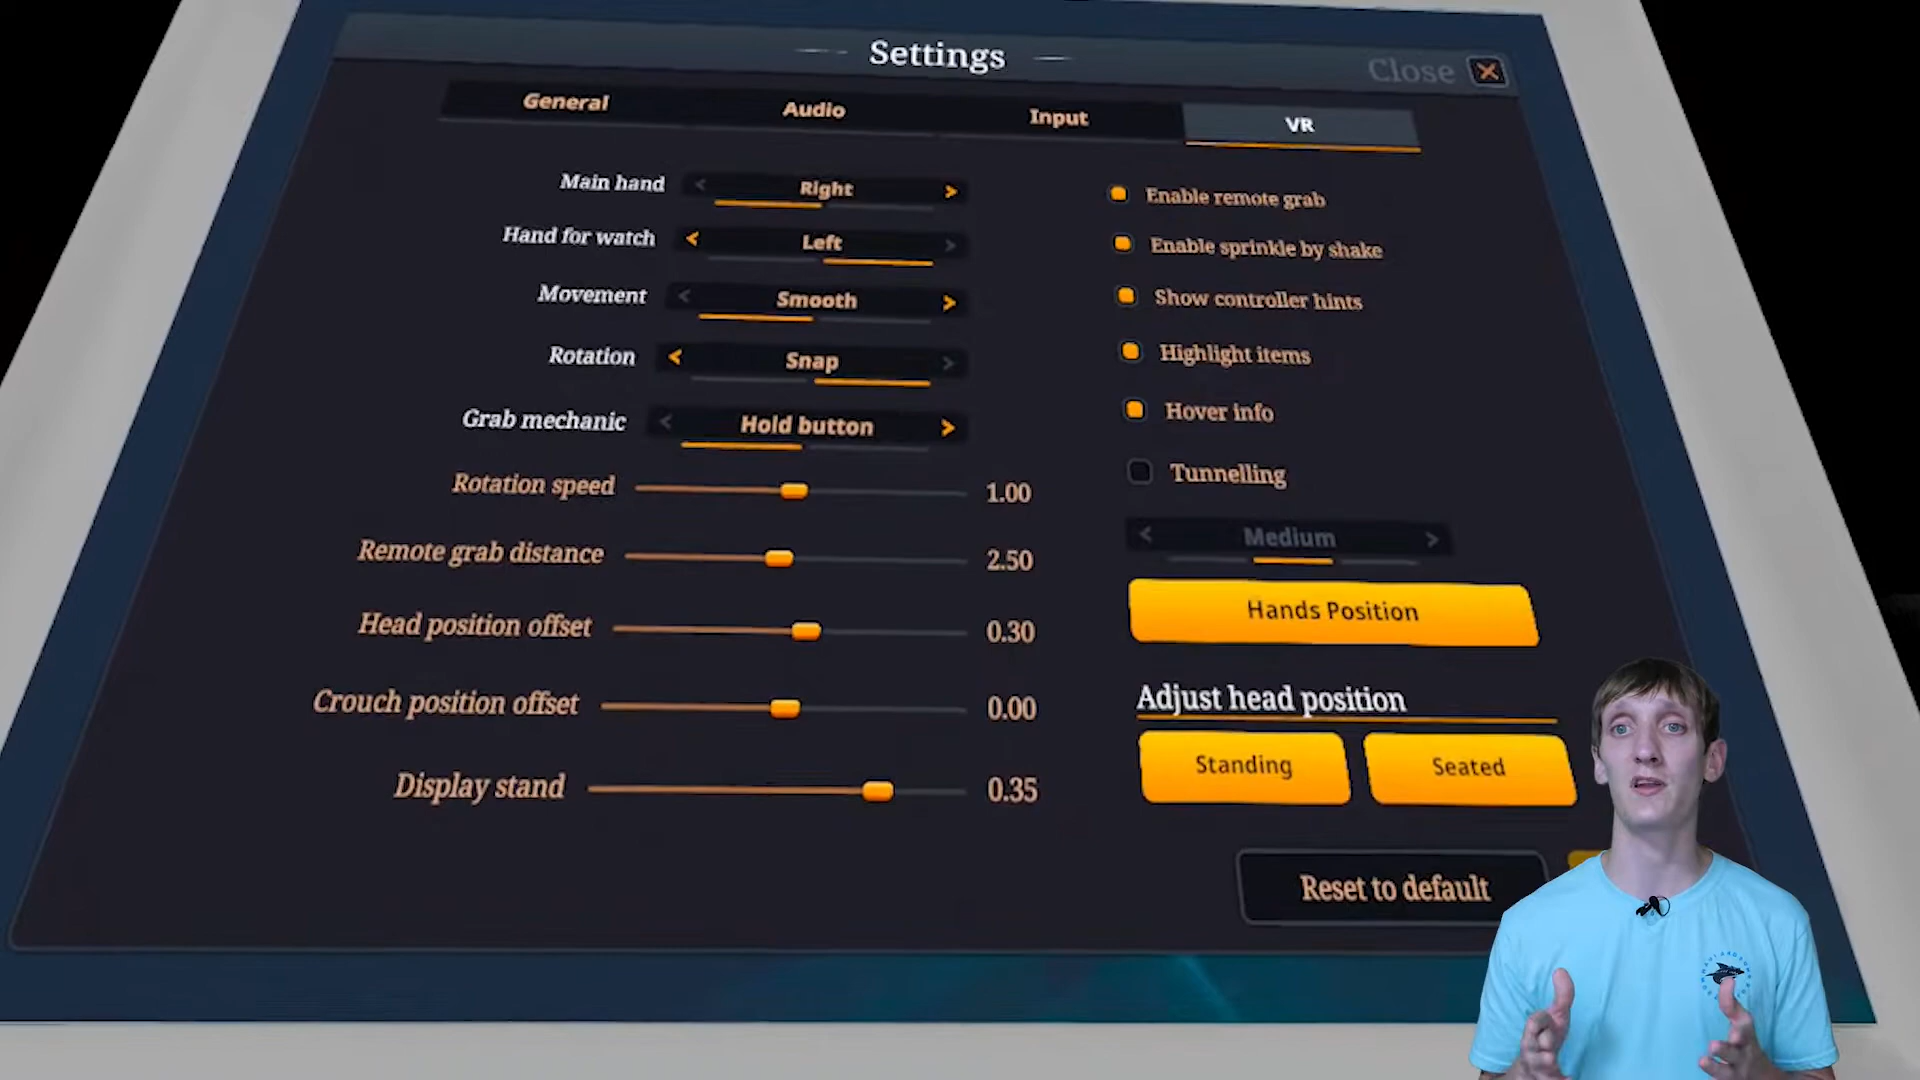 Settings
Close
General
Audio
Input
VR
Main hand
Right
Hand for watch
Left
Movement
Smooth
Rotation
Snap
Grab mechanic
Hold button
Rotation speed
1.00
Remote grab distance
2.50
Head position offset
0.30
Crouch position offset
0.00
Display stand
0.35
Enable remote grab
Enable sprinkle by shake
Show controller hints
Highlight items
Hover info
Tunnelling
Medium
Hands Position
Adjust head position
Standing
Seated
Reset to default